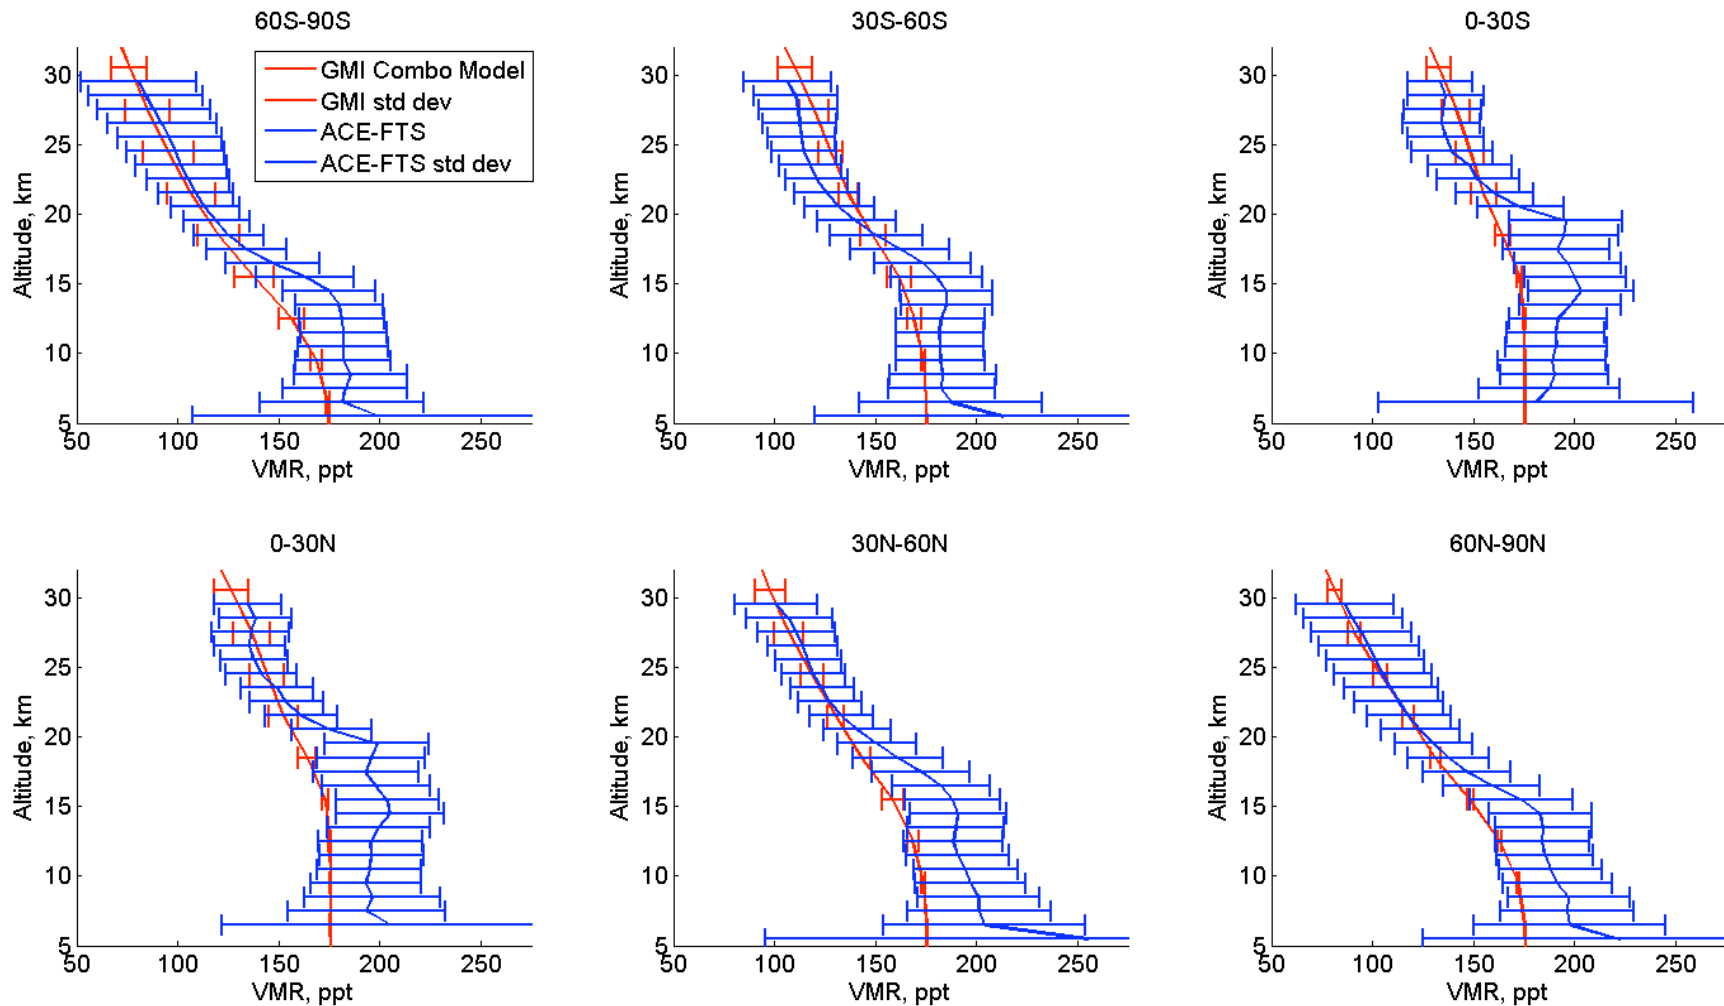 60S-90S
30S-60S
0-30S
GMI Combo Model
GMI std dev
ACE-FTS
ACE-FTS std dev
Altitude, km
30
25
20
15
10
5
50 100 150 200 250
VMR, ppt
Altitude, km
30
25
20
15
10
5
50 100 150 200 250
VMR, ppt
Altitude, km
30
25
20
15
10
5
50 100 150 200 250
VMR, ppt
0-30N
30N-60N
60N-90N
Altitude, km
30
25
20
15
10
5
50 100 150 200 250
VMR, ppt
Altitude, km
30
25
20
15
10
5
50 100 150 200 250
VMR, ppt
Altitude, km
30
25
20
15
10
5
50 100 150 200 250
VMR, ppt